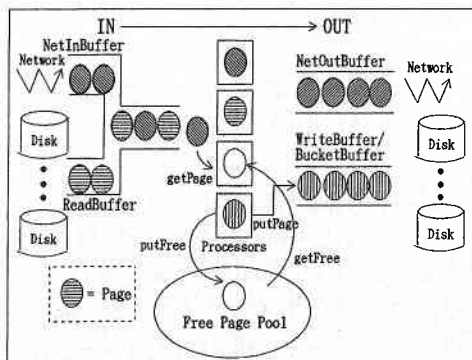 IN OUT
NetInBuffer
Network
Disk
Disk
ReadBuffer
getPage
putFree
Processors
putPage
getFree
NetOutBuffer
Network
WriteBuffer/
BucketBuffer
Disk
Disk
= Page
Free Page Pool